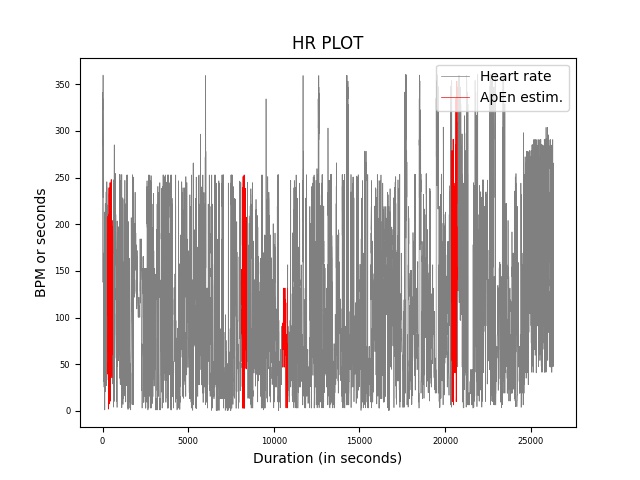 HR PLOT
Heart rate
ApEn estim.
BPM or seconds
350
300
250
200
150
100
50
0
0 5000 10000 15000 20000 25000
Duration (in seconds)